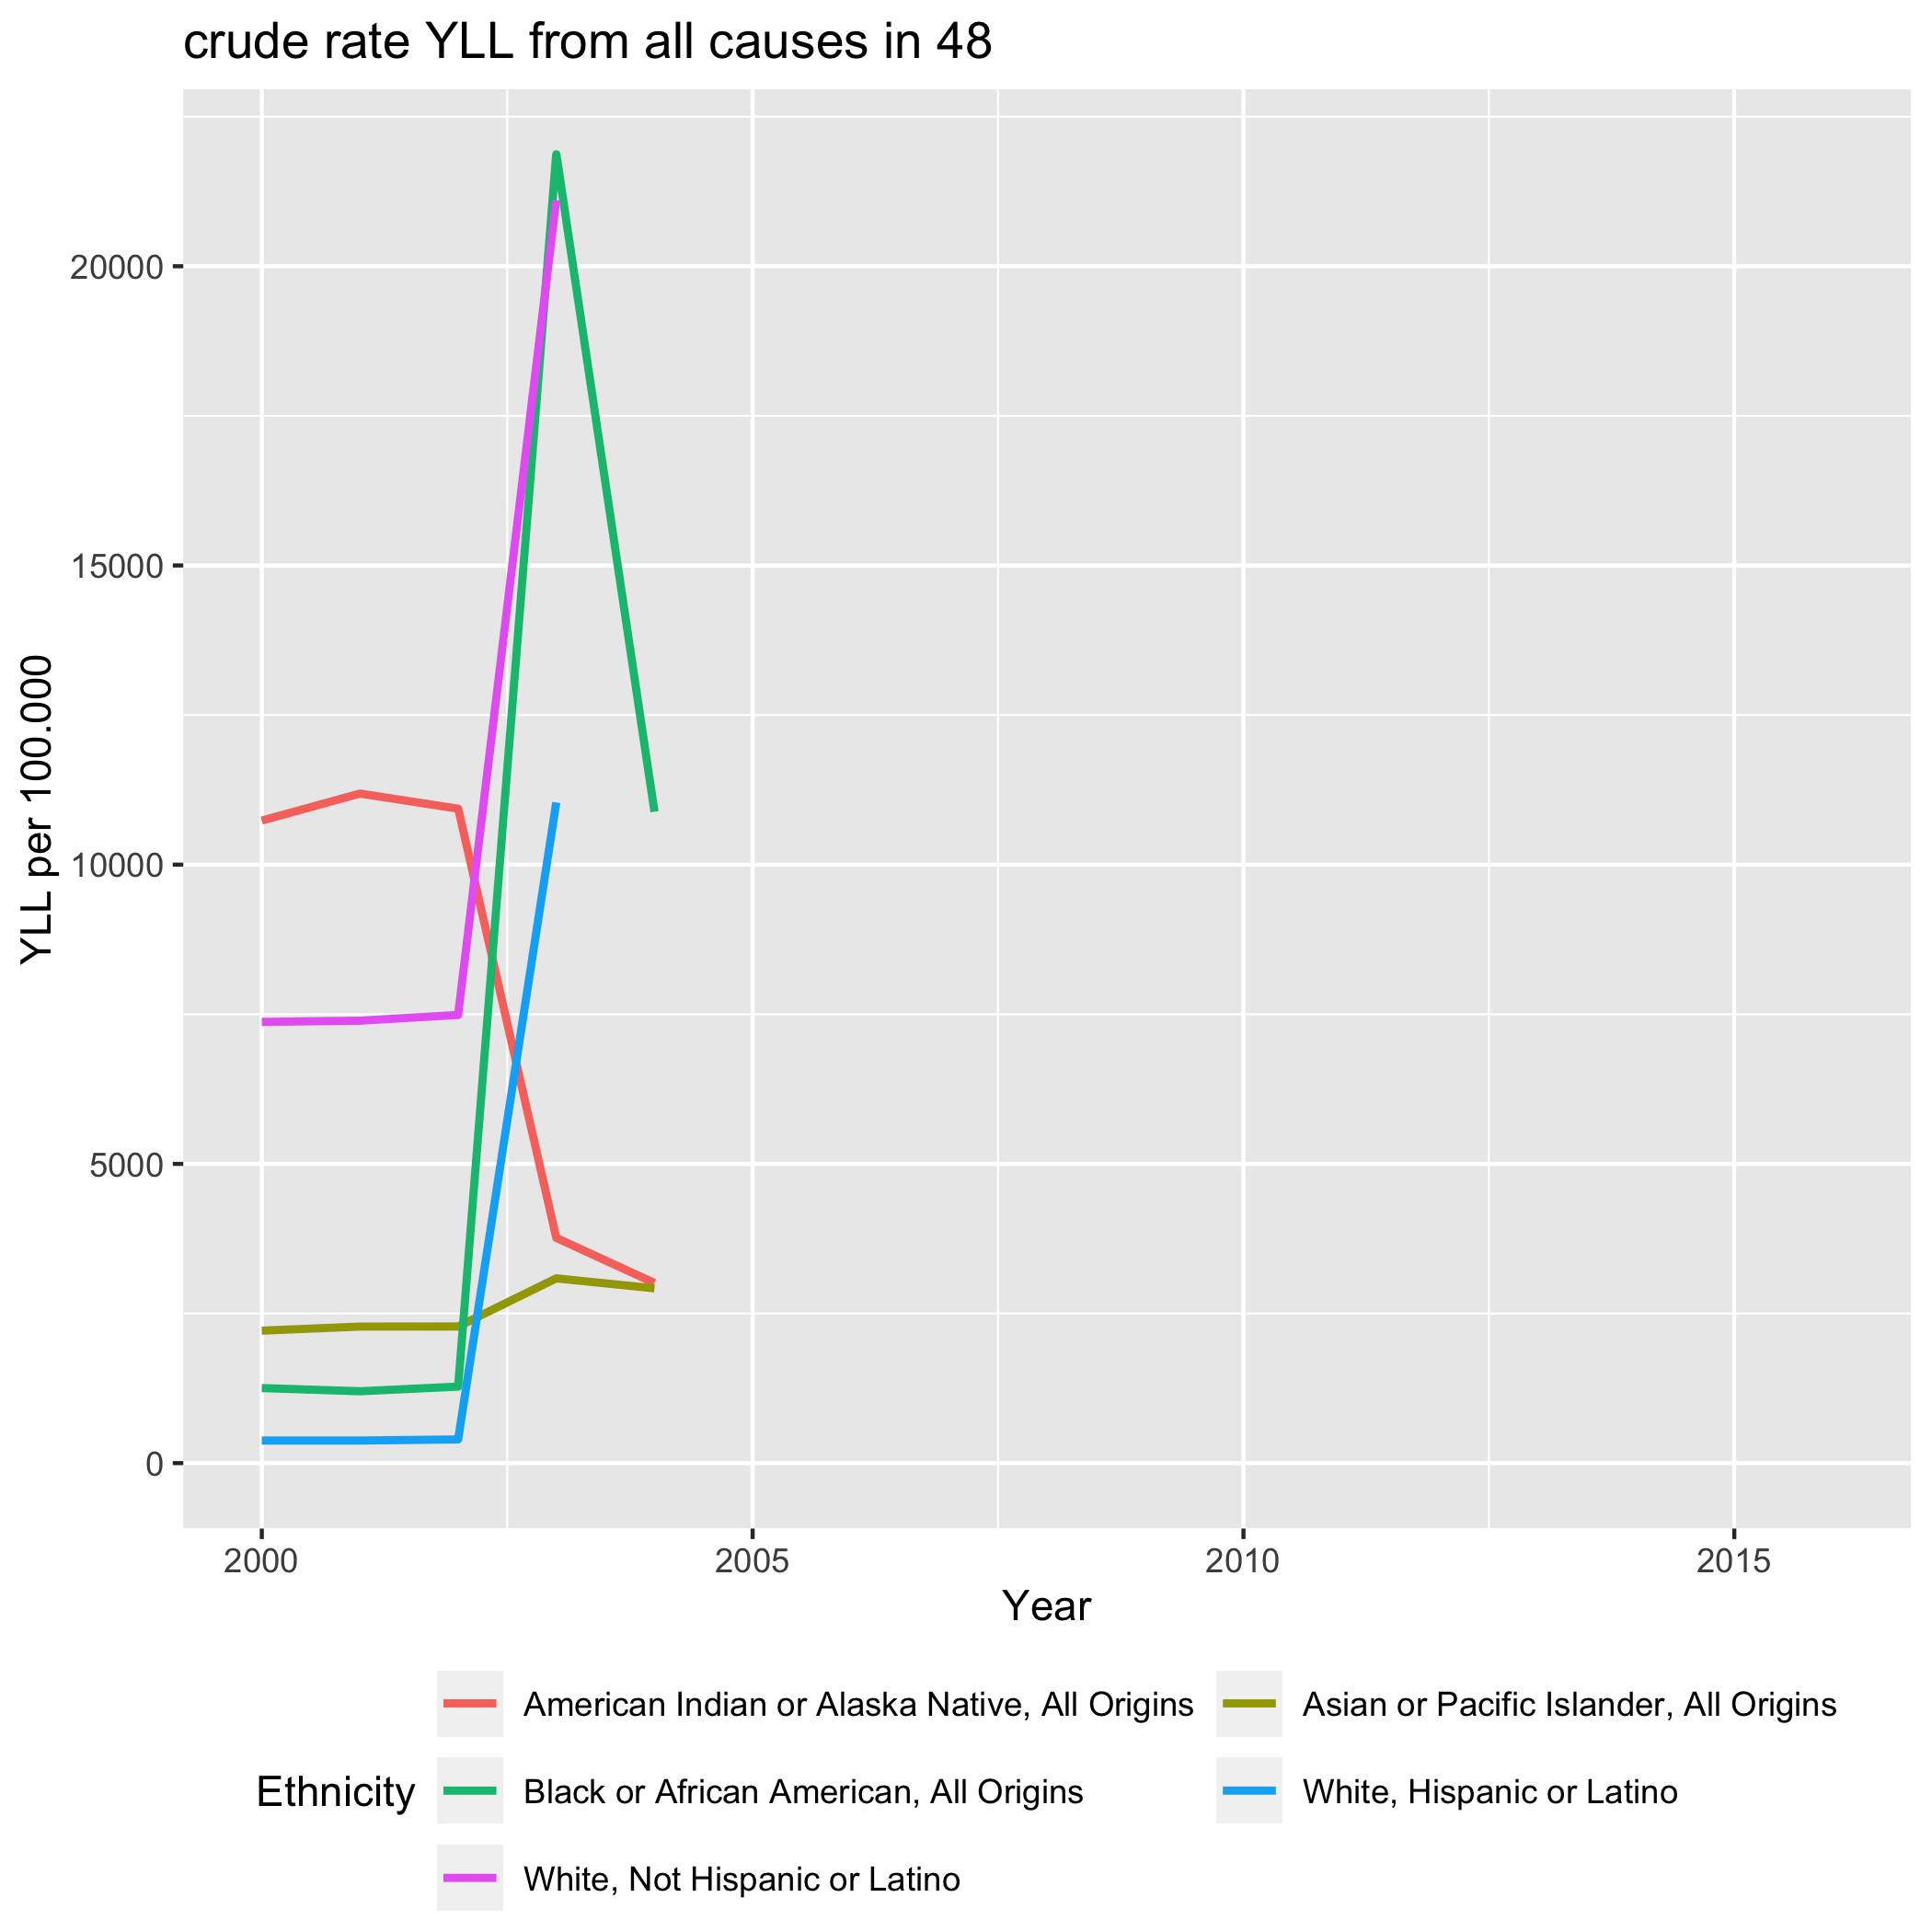 crude rate YLL from all causes in 48
YLL per 100.000
20000
15000
10000
5000
0
2000 2005 2010 2015
Year
Ethnicity
American Indian or Alaska Native, All Origins
Asian or Pacific Islander, All Origins
Black or African American, All Origins
White, Hispanic or Latino
White, Not Hispanic or Latino